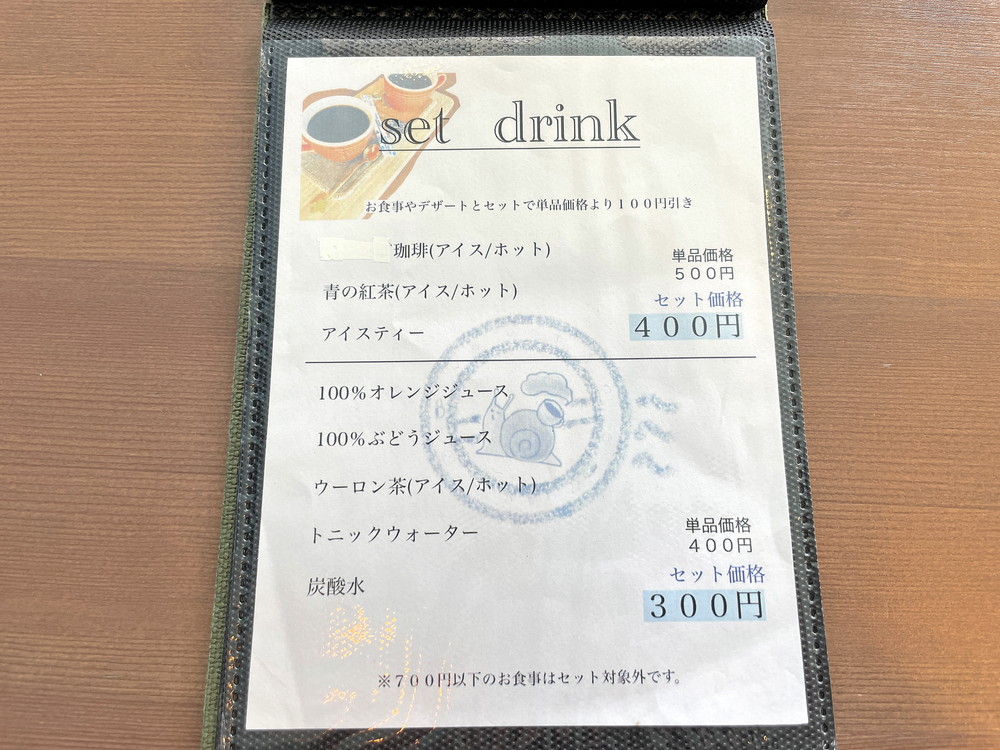 set drink
お食事やデザートとセットで単品価格より１００円引き
珈琲(アイス/ホット)
青の紅茶(アイス/ホット)
アイスティー
単品価格
５００円
セット価格
４００円
100%オレンジジュース
100%ぶどうジュース
ウーロン茶(アイス/ホット)
トニックウォーター
炭酸水
単品価格
４００円
セット価格
３００円
※７００円以下のお食事はセット対象外です。